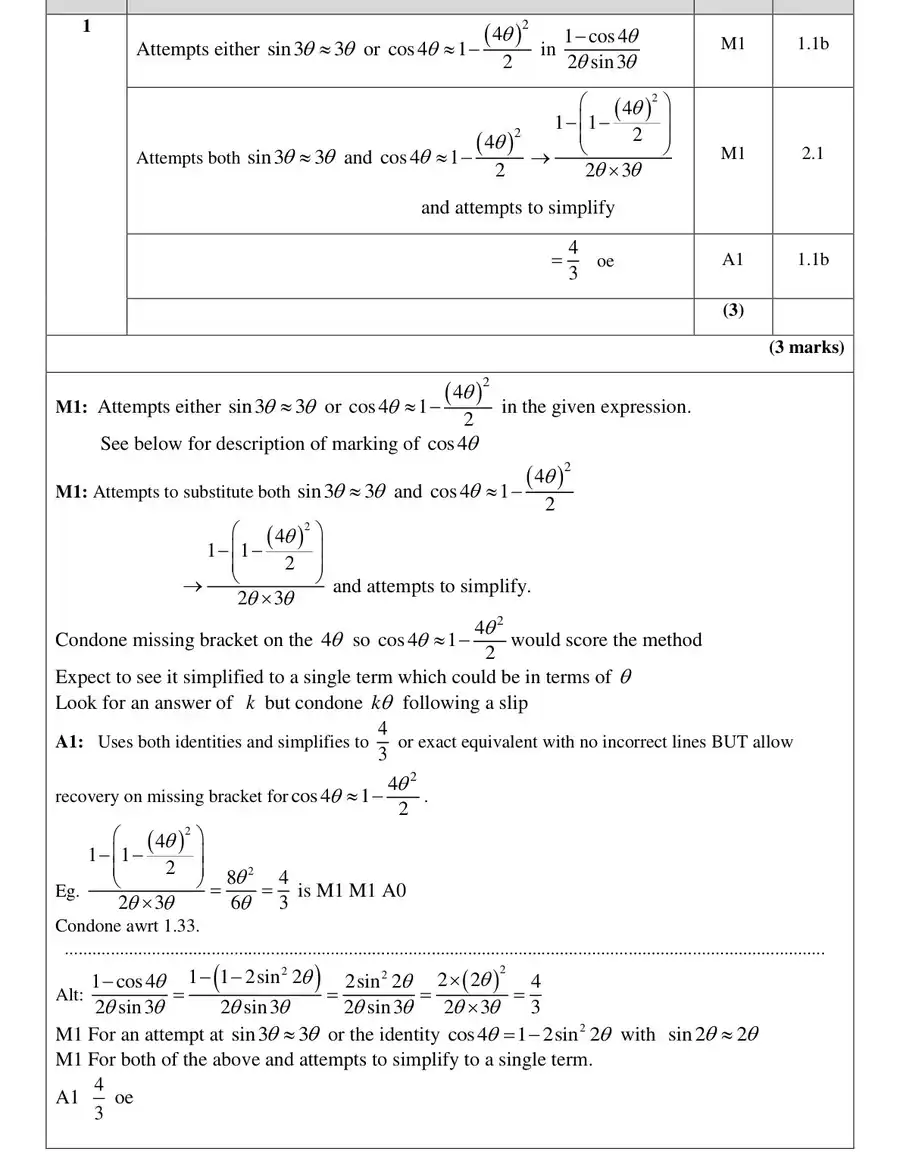 1
Attempts either sin 3θ ≈ 3θ or cos 4θ ≈ 1 − (4θ)²/2 in (1 − cos 4θ)/(2θ sin 3θ) M1 1.1b
Attempts both sin 3θ ≈ 3θ and cos 4θ ≈ 1 − (4θ)²/2 → (1 − (1 − (4θ)²/2))/(2θ × 3θ) M1 2.1
and attempts to simplify
= 4/3 oe A1 1.1b
(3)
(3 marks)
M1: Attempts either sin 3θ ≈ 3θ or cos 4θ ≈ 1 − (4θ)²/2 in the given expression.
See below for description of marking of cos 4θ
M1: Attempts to substitute both sin 3θ ≈ 3θ and cos 4θ ≈ 1 − (4θ)²/2
→ (1 − (1 − (4θ)²/2))/(2θ × 3θ) and attempts to simplify.
Condone missing bracket on the 4θ so cos 4θ ≈ 1 − 4θ²/2 would score the method
Expect to see it simplified to a single term which could be in terms of θ
Look for an answer of k but condone kθ following a slip
A1: Uses both identities and simplifies to 4/3 or exact equivalent with no incorrect lines BUT allow
recovery on missing bracket for cos 4θ ≈ 1 − 4θ²/2 .
Eg. (1 − (1 − (4θ)²/2))/(2θ × 3θ) = 8θ²/6θ = 4/3 is M1 M1 A0
Condone awrt 1.33.
Alt: (1 − cos 4θ)/(2θ sin 3θ) = (1 − (1 − 2 sin² 2θ))/(2θ sin 3θ) = (2 sin² 2θ)/(2θ sin 3θ) = (2 × (2θ)²)/(2θ × 3θ) = 4/3
M1 For an attempt at sin 3θ ≈ 3θ or the identity cos 4θ = 1 − 2 sin² 2θ with sin 2θ ≈ 2θ
M1 For both of the above and attempts to simplify to a single term.
A1 4/3 oe